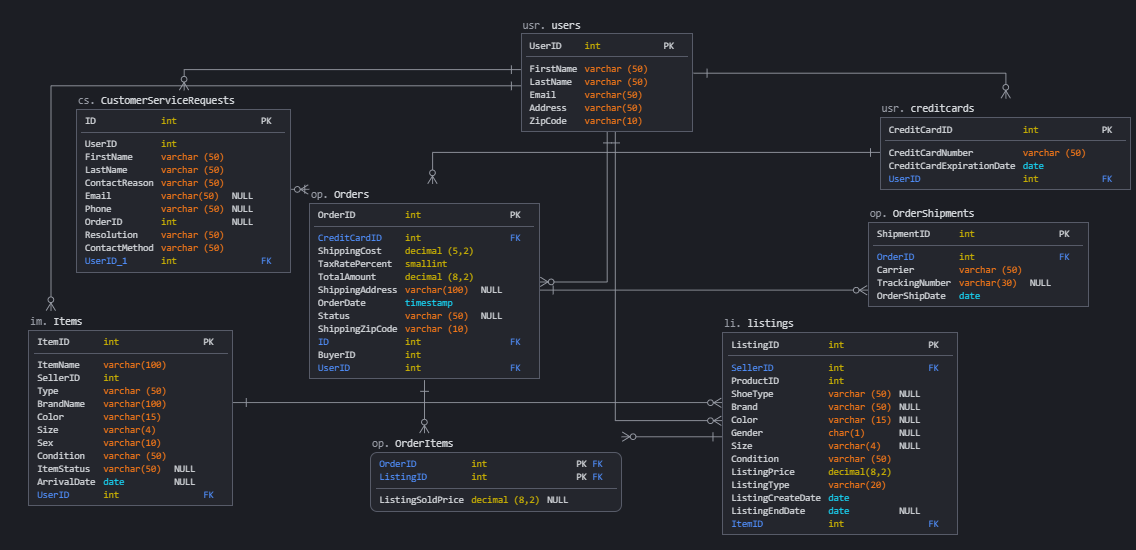 usr. users
UserID int PK
FirstName varchar (50)
LastName varchar (50)
Email varchar(50)
Address varchar(50)
ZipCode varchar(10)
cs. CustomerServiceRequests
ID int PK
UserID int
FirstName varchar (50)
LastName varchar (50)
ContactReason varchar (50)
Email varchar(50) NULL
Phone varchar (50) NULL
OrderID int NULL
Resolution varchar (50)
ContactMethod varchar (50)
UserID_1 int FK
usr. creditcards
CreditCardID int PK
CreditCardNumber varchar (50)
CreditCardExpirationDate date
UserID int FK
op. Orders
OrderID int PK
CreditCardID int FK
ShippingCost decimal (5,2)
TaxRatePercent smallint
TotalAmount decimal (8,2)
ShippingAddress varchar(100) NULL
OrderDate timestamp
Status varchar (50) NULL
ShippingZipCode varchar (10)
ID int FK
BuyerID int
UserID int FK
op. OrderShipments
ShipmentID int PK
OrderID int FK
Carrier varchar (50)
TrackingNumber varchar(30) NULL
OrderShipDate date
im. Items
ItemID int PK
ItemName varchar(100)
SellerID int
Type varchar (50)
BrandName varchar(100)
Color varchar(15)
Size varchar(4)
Sex varchar(10)
Condition varchar (50)
ItemStatus varchar(50) NULL
ArrivalDate date NULL
UserID int FK
li. listings
ListingID int PK
SellerID int FK
ProductID int
ShoeType varchar (50) NULL
Brand varchar (50) NULL
Color varchar (15) NULL
Gender char(1) NULL
Size varchar(4) NULL
Condition varchar (50)
ListingPrice decimal(8,2)
ListingType varchar(20)
ListingCreateDate date
ListingEndDate date NULL
ItemID int FK
op. OrderItems
OrderID int PK FK
ListingID int PK FK
ListingSoldPrice decimal (8,2) NULL